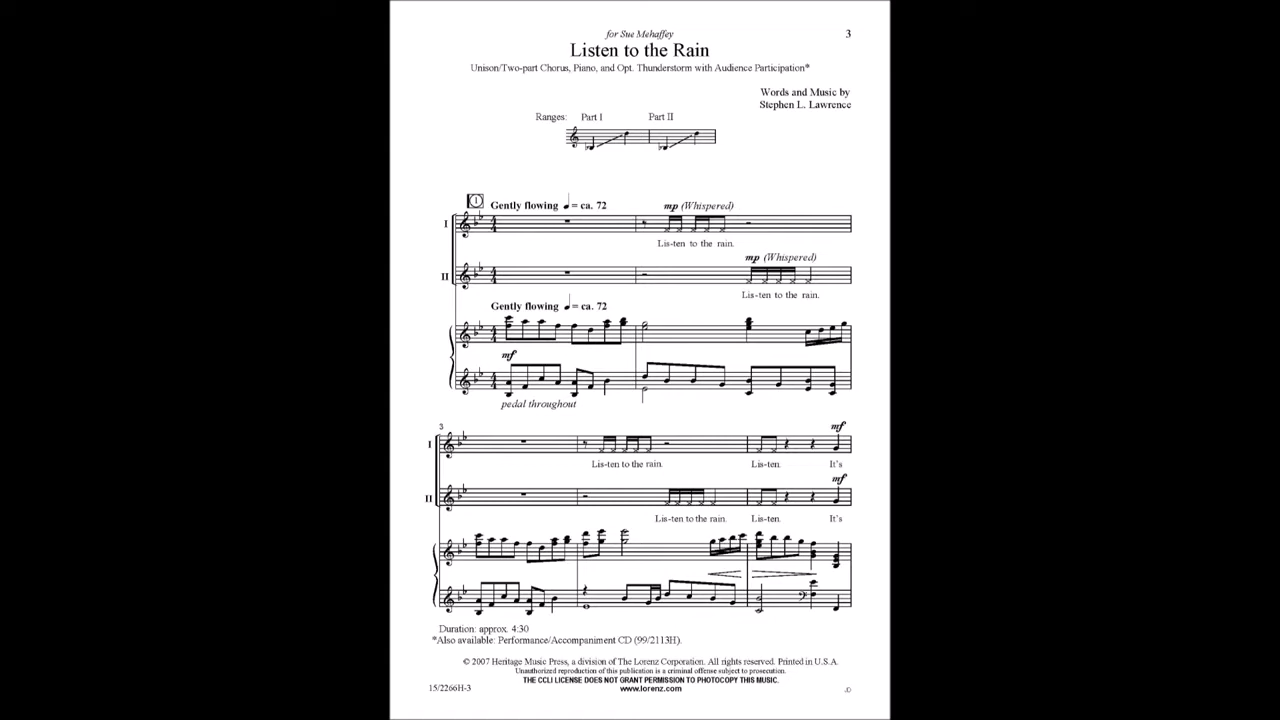 for Sue Mehaffey
3
Listen to the Rain
Unison/Two-part Chorus, Piano, and Opt. Thunderstorm with Audience Participation*
Words and Music by
Stephen L. Lawrence
Ranges: Part I Part II
1 Gently flowing ♩ = ca. 72 mp (Whispered)
I
Lis-ten to the rain.
mp (Whispered)
II
Lis-ten to the rain.
Gently flowing ♩ = ca. 72
mf
pedal throughout
3
mf
I
Lis-ten to the rain. Lis-ten. It's
mf
II
Lis-ten to the rain. Lis-ten. It's
Duration: approx. 4:30
*Also available: Performance/Accompaniment CD (99/2113H).
© 2007 Heritage Music Press, a division of The Lorenz Corporation. All rights reserved. Printed in U.S.A.
Unauthorized reproduction of this publication is a criminal offense subject to prosecution.
THE CCLI LICENSE DOES NOT GRANT PERMISSION TO PHOTOCOPY THIS MUSIC.
www.lorenz.com
15/2266H-3